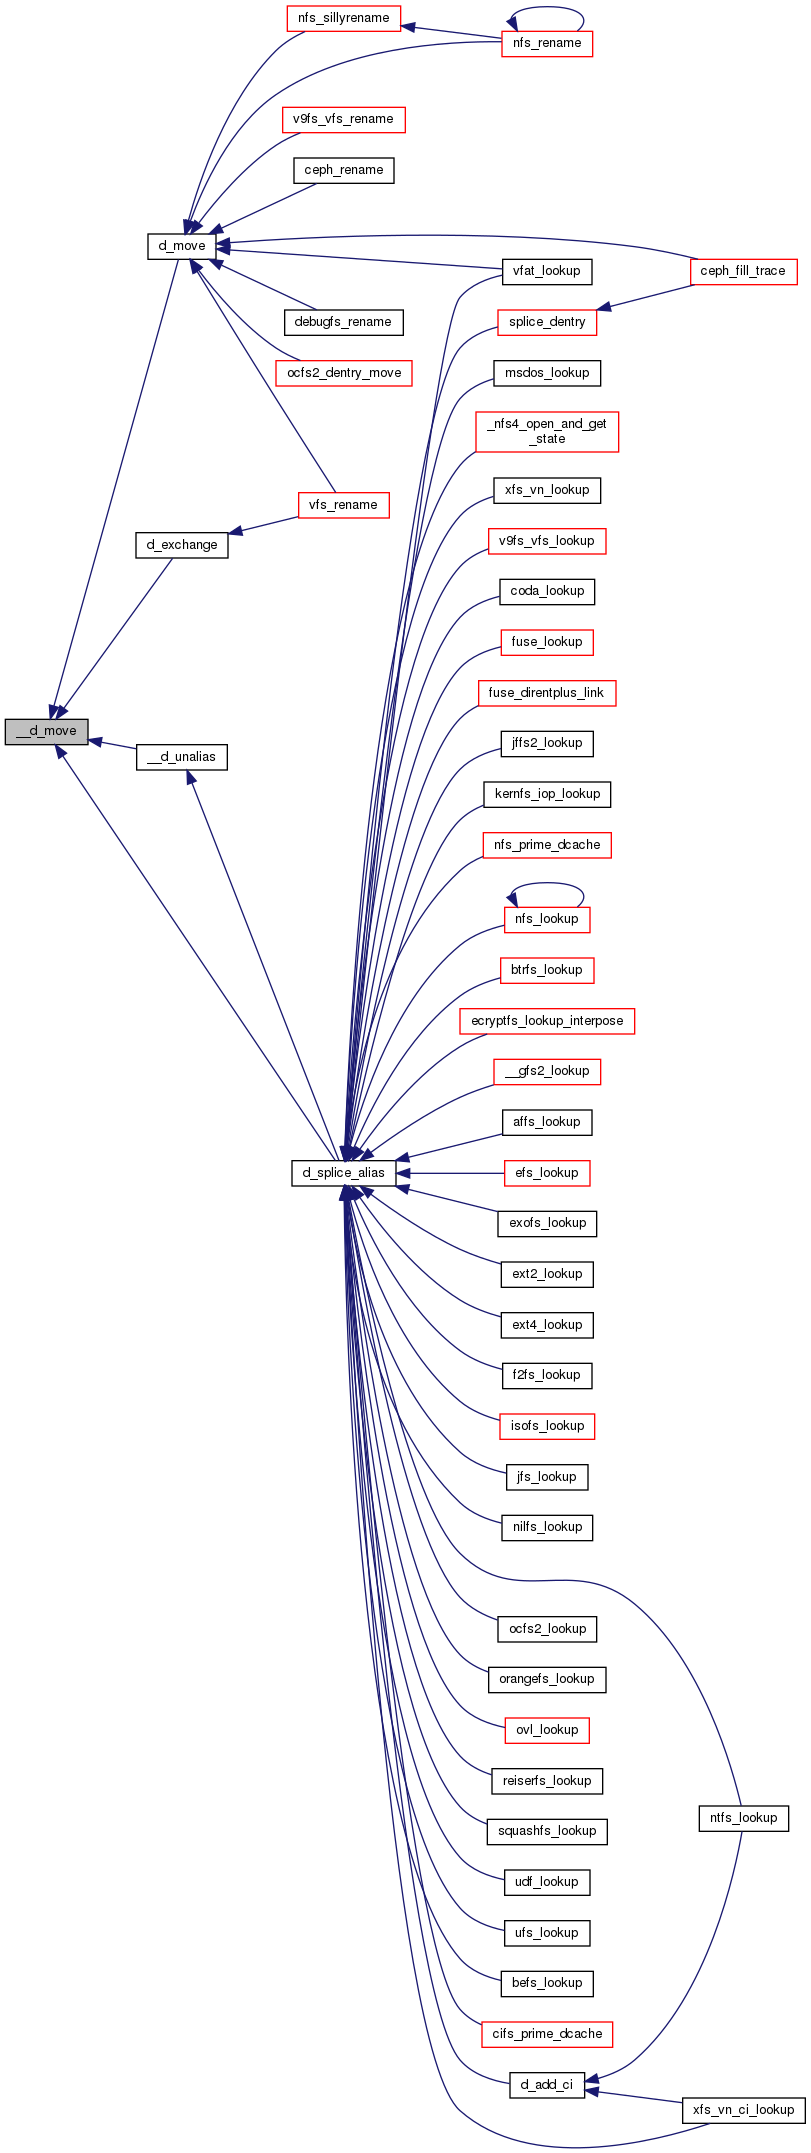 nfs_sillyrename
nfs_rename
v9fs_vfs_rename
ceph_rename
d_move
vfat_lookup
ceph_fill_trace
debugfs_rename
splice_dentry
ocfs2_dentry_move
msdos_lookup
_nfs4_open_and_get
_state
xfs_vn_lookup
vfs_rename
d_exchange
v9fs_vfs_lookup
coda_lookup
fuse_lookup
fuse_direntplus_link
__d_move
jffs2_lookup
__d_unalias
kernfs_iop_lookup
nfs_prime_dcache
nfs_lookup
btrfs_lookup
ecryptfs_lookup_interpose
__gfs2_lookup
affs_lookup
d_splice_alias
efs_lookup
exofs_lookup
ext2_lookup
ext4_lookup
f2fs_lookup
isofs_lookup
jfs_lookup
nilfs_lookup
ocfs2_lookup
orangefs_lookup
ovl_lookup
reiserfs_lookup
ntfs_lookup
squashfs_lookup
udf_lookup
ufs_lookup
befs_lookup
cifs_prime_dcache
d_add_ci
xfs_vn_ci_lookup